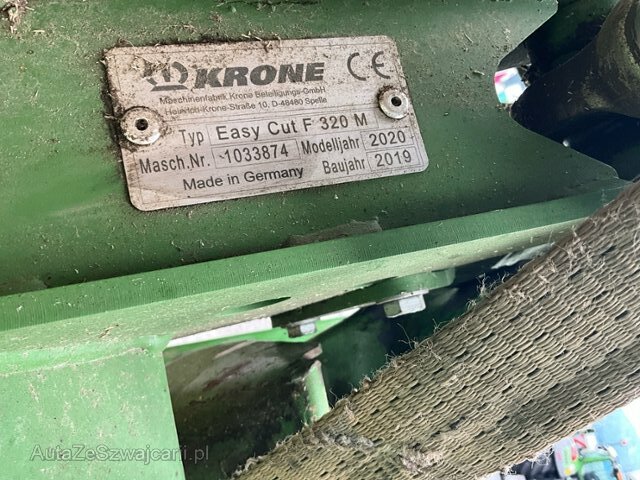 KRONE CE
Maschinenfabrik Krone Beteiligungs-GmbH
Heinrich-Krone-Straße 10, D-48480 Spelle
Typ Easy Cut F 320 M
Masch.Nr. 1033874 Modelljahr 2020
Baujahr 2019
Made in Germany
AutaZeSzwajcarii.pl